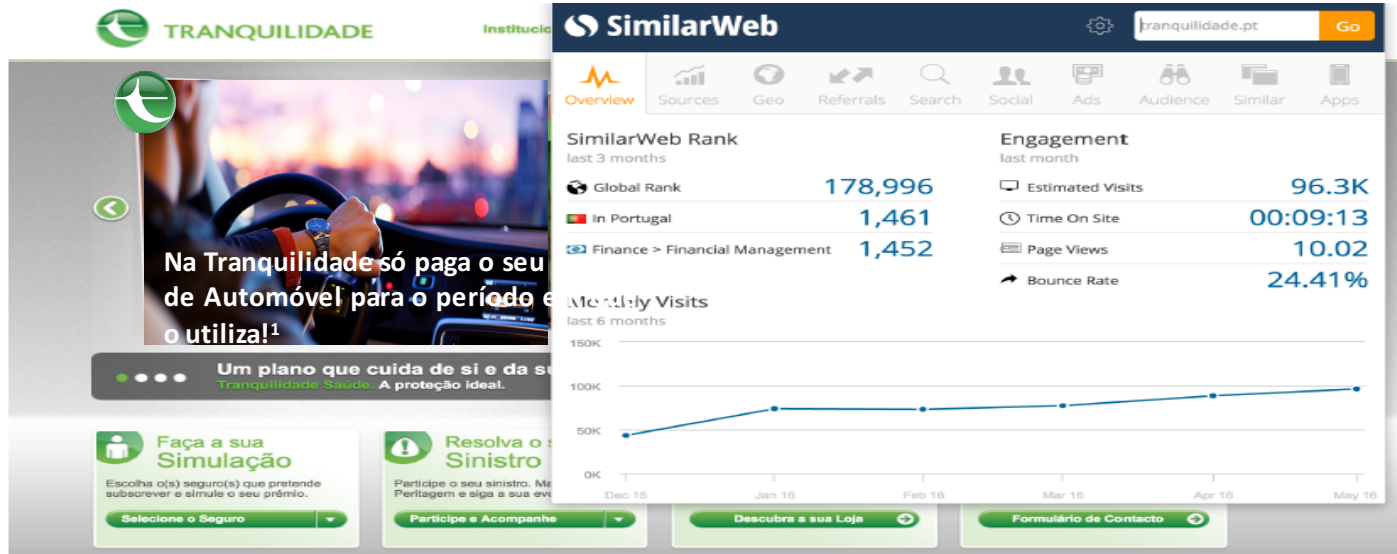 TRANQUILIDADE
Institucio
SimilarWeb
tranquilidade.pt
Go
Overview
Sources
Geo
Referrals
Search
Social
Ads
Audience
Similar
Apps
SimilarWeb Rank
last 3 months
Global Rank 178,996
In Portugal 1,461
Finance > Financial Management 1,452
Engagement
last month
Estimated Visits 96.3K
Time On Site 00:09:13
Page Views 10.02
Bounce Rate 24.41%
Na Tranquilidade só paga o seu
de Automóvel para o período e
o utiliza!¹
Monthly Visits
last 6 months
150K
100K
50K
0K
Dec 15
Jan 16
Feb 16
Mar 16
Apr 16
May 16
Um plano que cuida de si e da s
Tranquilidade Saúde. A proteção ideal.
Faça a sua
Simulação
Escolha o(s) seguro(s) que pretende
subscrever e simule o seu prémio.
Selecione o Seguro
Resolva o s
Sinistro
Participe o seu sinistro. Ma
Peritagem e siga a sua evo
Participe e Acompanhe
Descubra a sua Loja
Formulário de Contacto